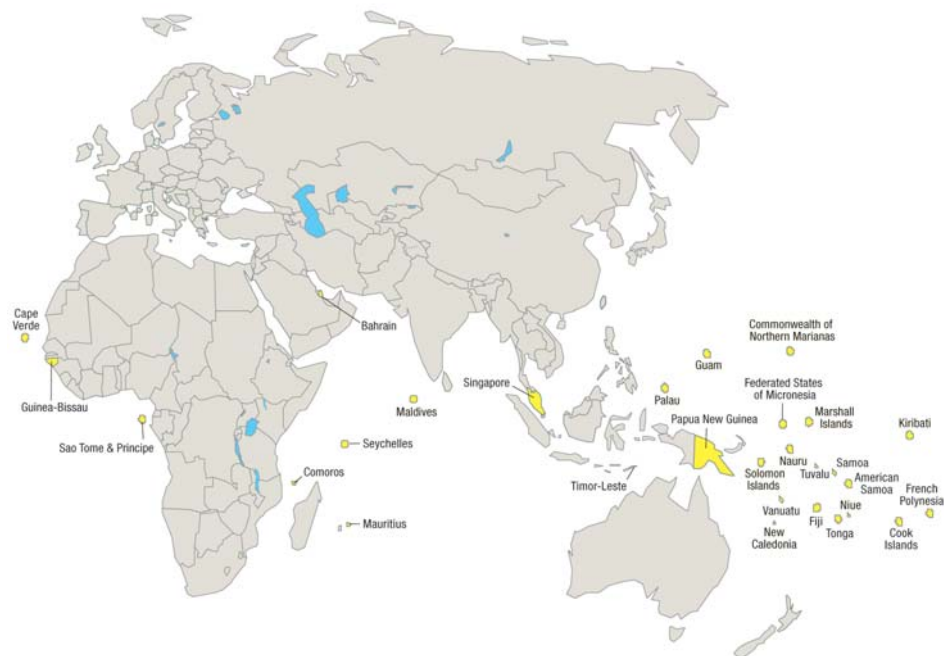 Cape
Verde
Guinea-Bissau
Sao Tome & Principe
Bahrain
Maldives
Seychelles
Comoros
Mauritius
Singapore
Timor-Leste
Papua New Guinea
Palau
Guam
Commonwealth of
Northern Marianas
Federated States
of Micronesia
Marshall
Islands
Kiribati
Nauru
Solomon
Islands
Tuvalu
Samoa
American
Samoa
French
Polynesia
Vanuatu
New
Caledonia
Fiji
Tonga
Niue
Cook
Islands